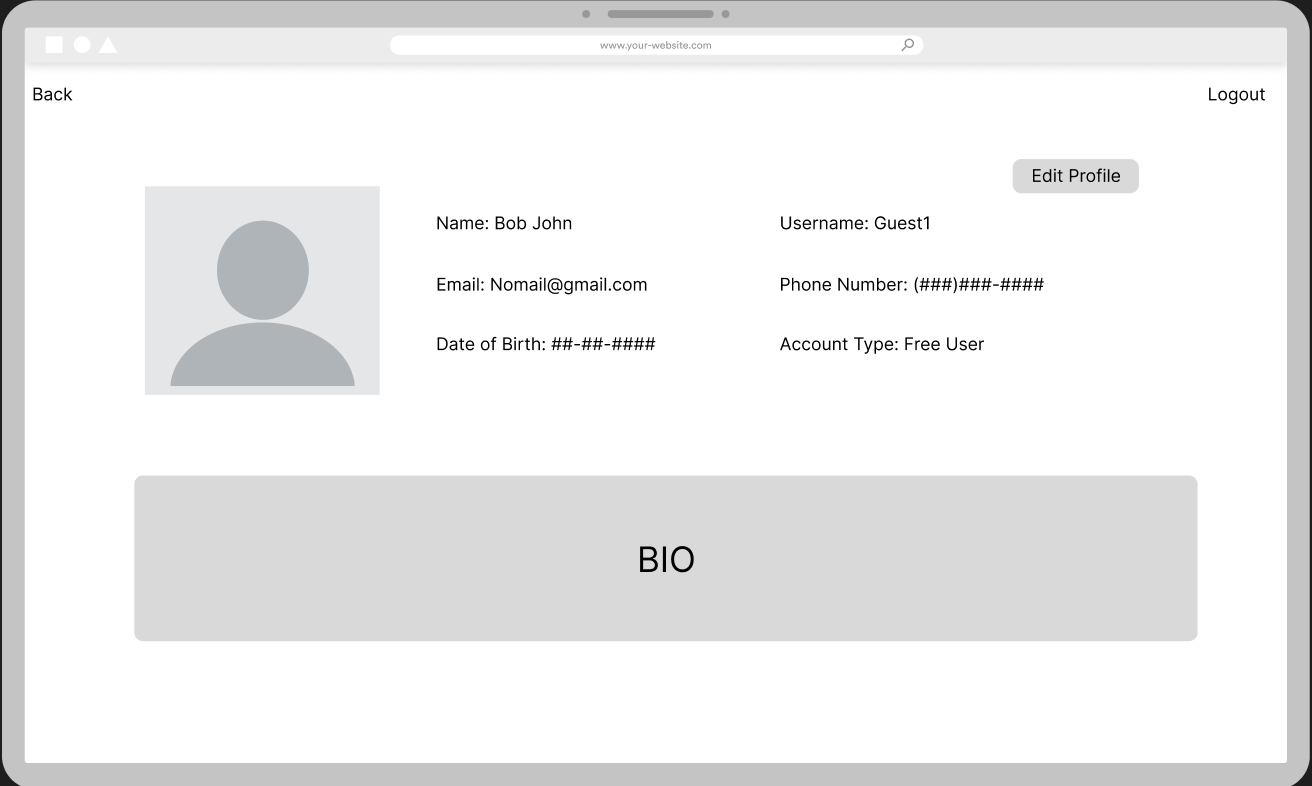 www.your-website.com
Back
Logout
Edit Profile
Name: Bob John
Username: Guest1
Email: Nomail@gmail.com
Phone Number: (###)###-####
Date of Birth: ##-##-####
Account Type: Free User
BIO